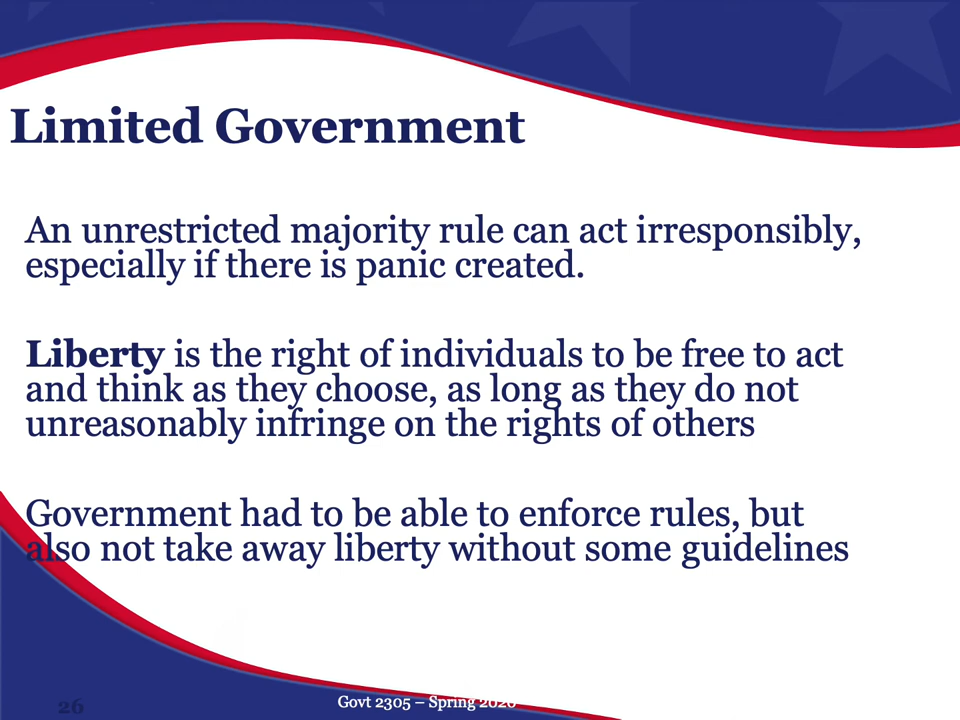 Limited Government
An unrestricted majority rule can act irresponsibly,
especially if there is panic created.
Liberty is the right of individuals to be free to act
and think as they choose, as long as they do not
unreasonably infringe on the rights of others
Government had to be able to enforce rules, but
also not take away liberty without some guidelines
26
Govt 2305 – Spring 2020